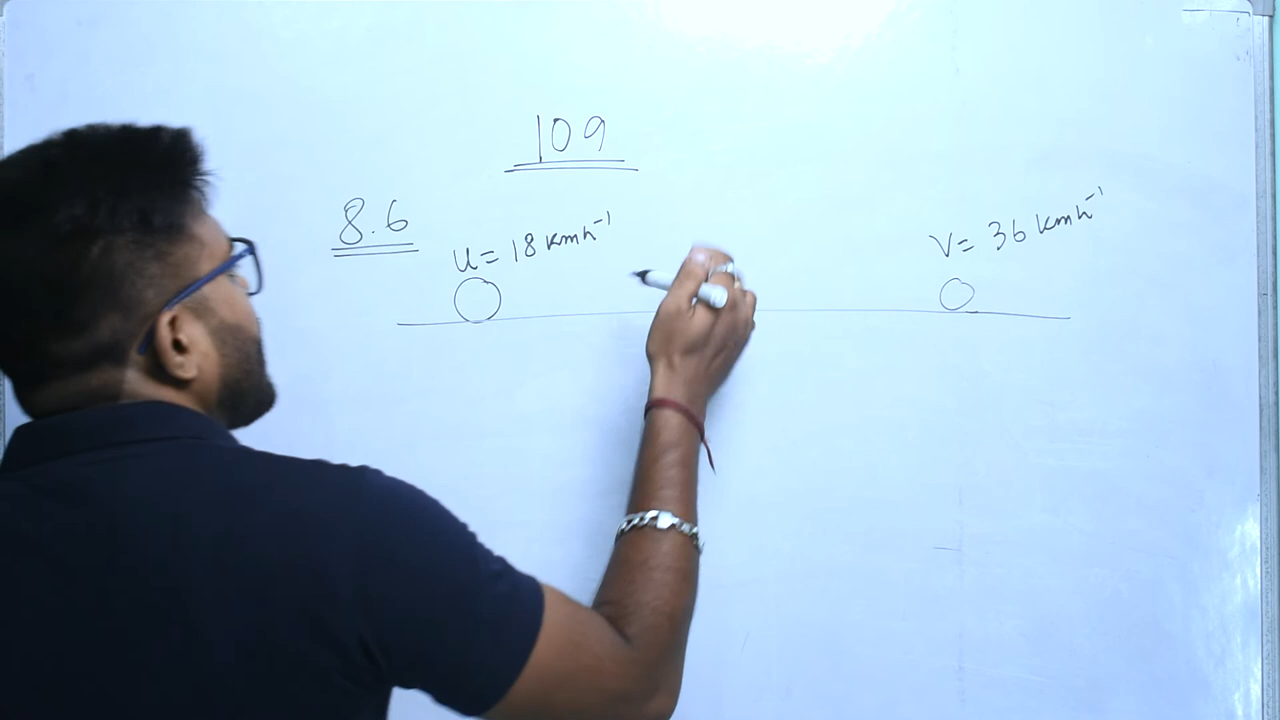 109
8.6
u = 18 kmh⁻¹
v = 36 kmh⁻¹